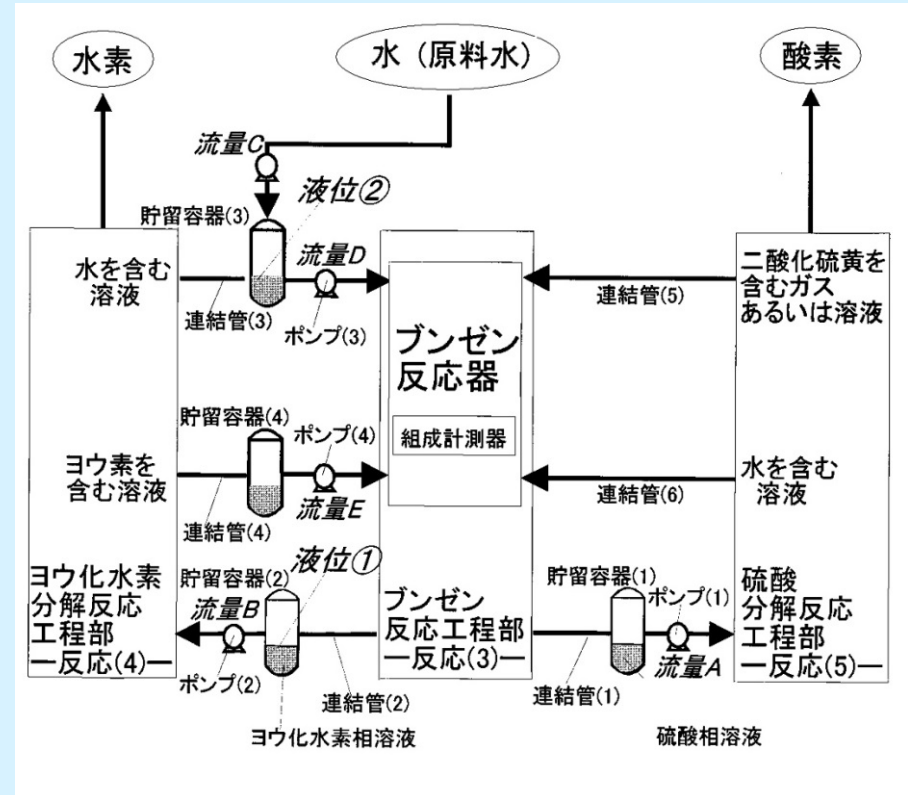 水素
水（原料水）
酸素
流量C
液位②
貯留容器(3)
流量D
水を含む
溶液
連結管(3)
ポンプ(3)
ブンゼン
反応器
組成計測器
二酸化硫黄を
含むガス
あるいは溶液
連結管(5)
貯留容器(4)
ポンプ(4)
ヨウ素を
含む溶液
連結管(4)
流量E
連結管(6)
水を含む
溶液
液位①
ヨウ化水素
分解反応
工程部
―反応(4)―
貯留容器(2)
流量B
ポンプ(2)
連結管(2)
ヨウ化水素相溶液
ブンゼン
反応工程部
―反応(3)―
貯留容器(1)
ポンプ(1)
流量A
連結管(1)
硫酸相溶液
硫酸
分解反応
工程部
―反応(5)―